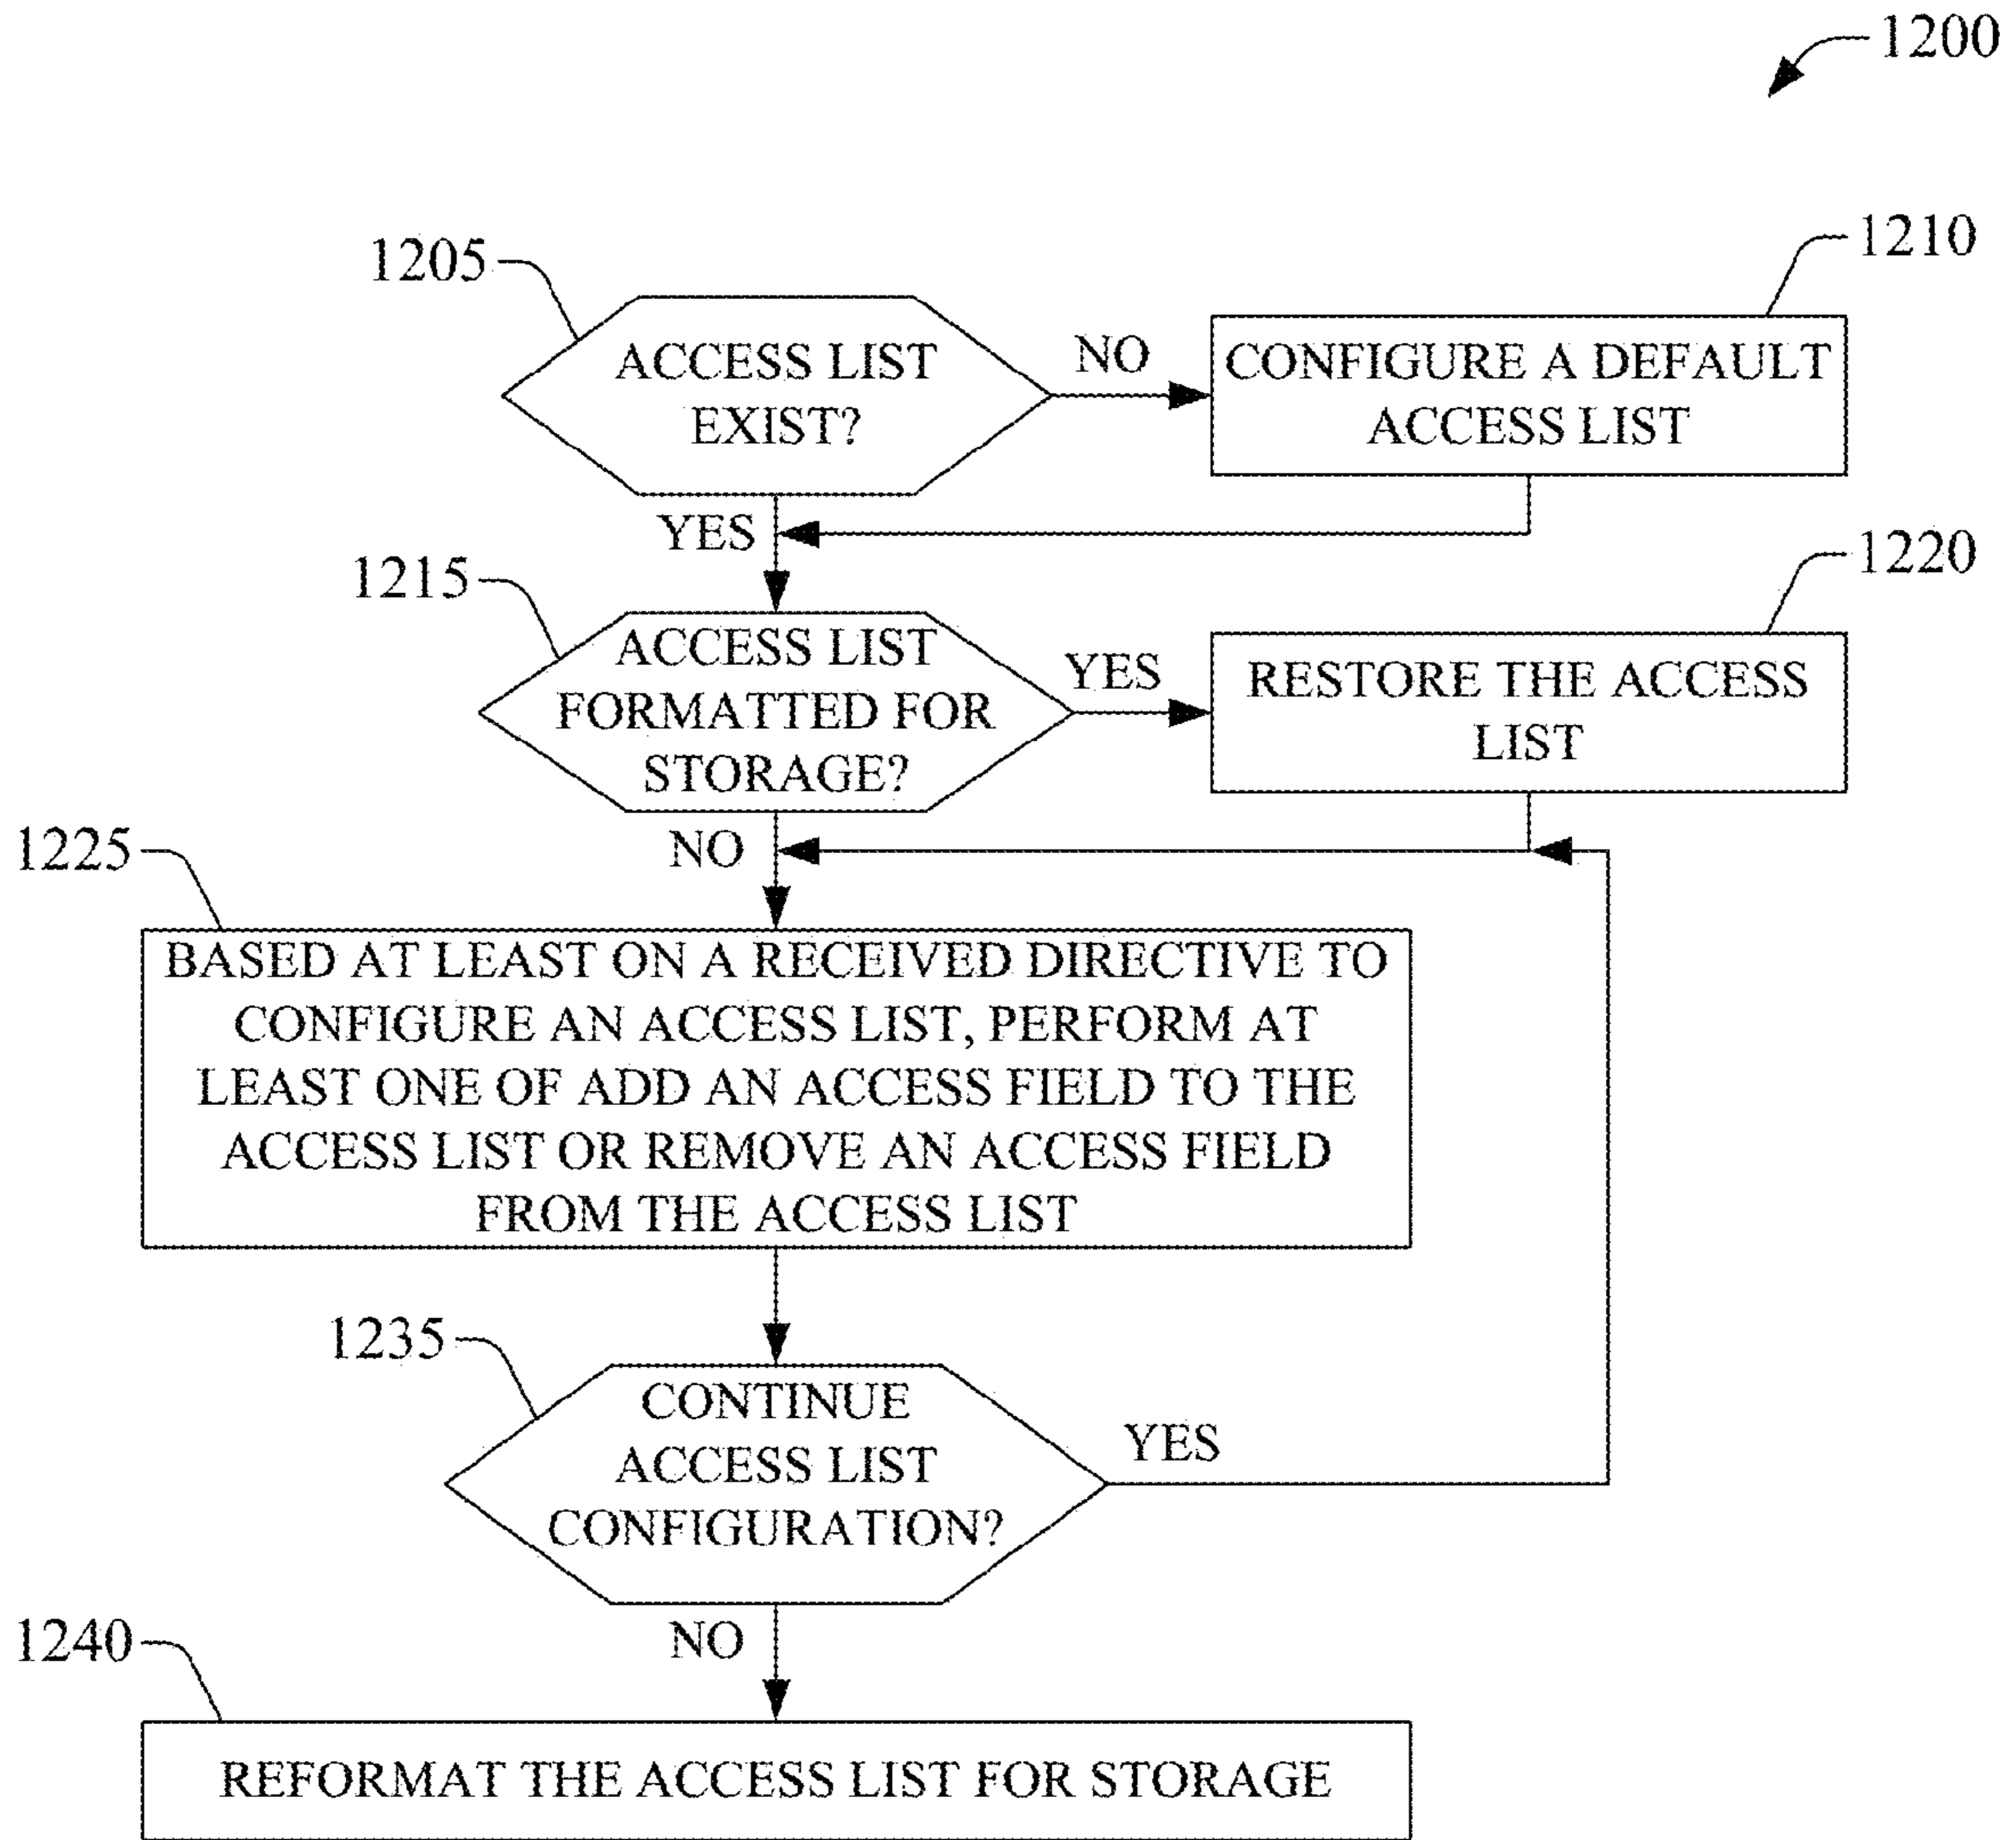 1200
1205
1210
ACCESS LIST
EXIST?
NO
CONFIGURE A DEFAULT
ACCESS LIST
YES
1215
1220
ACCESS LIST
FORMATTED FOR
STORAGE?
YES
RESTORE THE ACCESS
LIST
NO
1225
BASED AT LEAST ON A RECEIVED DIRECTIVE TO
CONFIGURE AN ACCESS LIST, PERFORM AT
LEAST ONE OF ADD AN ACCESS FIELD TO THE
ACCESS LIST OR REMOVE AN ACCESS FIELD
FROM THE ACCESS LIST
1235
CONTINUE
ACCESS LIST
CONFIGURATION?
YES
NO
1240
REFORMAT THE ACCESS LIST FOR STORAGE